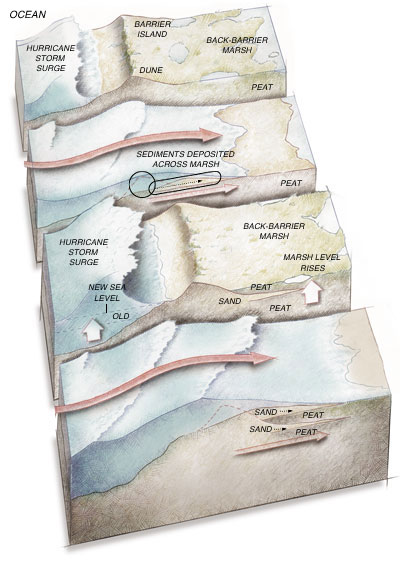 OCEAN
HURRICANE
STORM
SURGE
BARRIER
ISLAND
DUNE
BACK-BARRIER
MARSH
PEAT
SEDIMENTS DEPOSITED
ACROSS MARSH
PEAT
HURRICANE
STORM
SURGE
BACK-BARRIER
MARSH
MARSH LEVEL
RISES
NEW SEA
LEVEL
OLD
PEAT
SAND
PEAT
SAND
PEAT
SAND
PEAT